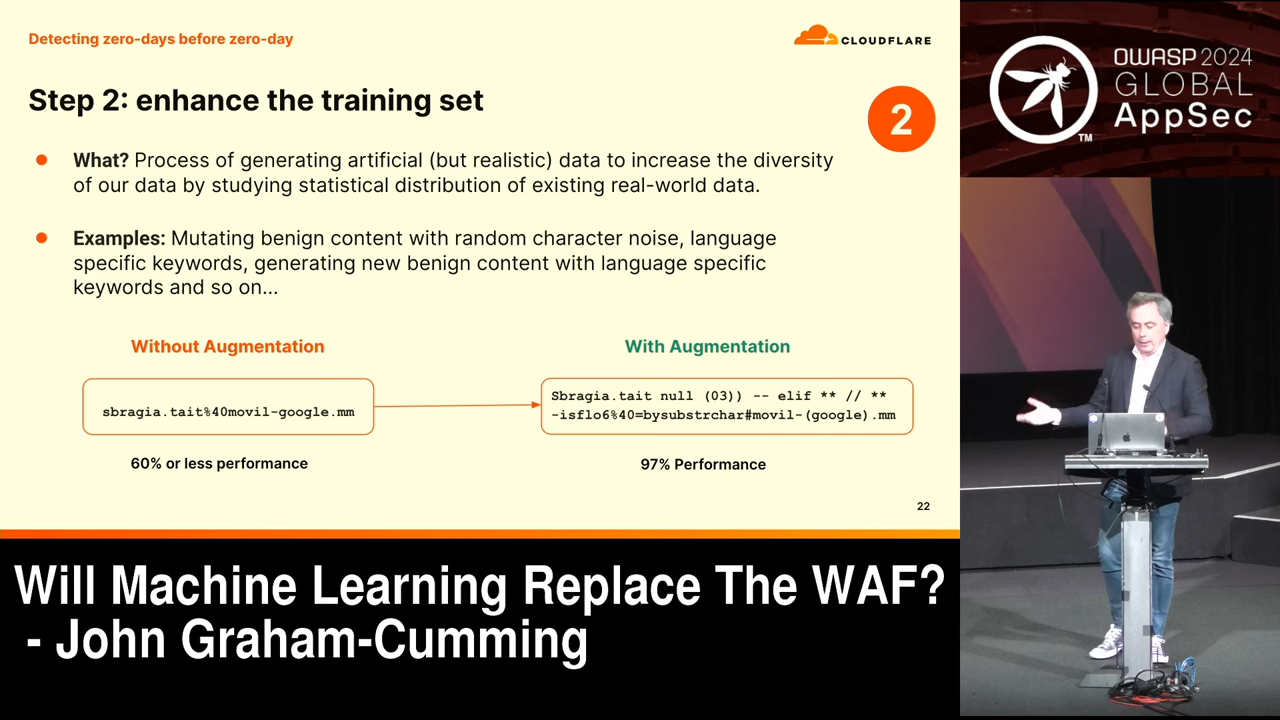 Detecting zero-days before zero-day
CLOUDFLARE
Step 2: enhance the training set
2
What? Process of generating artificial (but realistic) data to increase the diversity
of our data by studying statistical distribution of existing real-world data.
Examples: Mutating benign content with random character noise, language
specific keywords, generating new benign content with language specific
keywords and so on...
Without Augmentation
With Augmentation
sbragia.tait%40movil-google.mm
Sbragia.tait null (03)) -- elif ** // **
-isflo6%40=bysubstrchar#movil-(google).mm
60% or less performance
97% Performance
22
OWASP 2024
GLOBAL
AppSec
TM
Will Machine Learning Replace The WAF?
- John Graham-Cumming